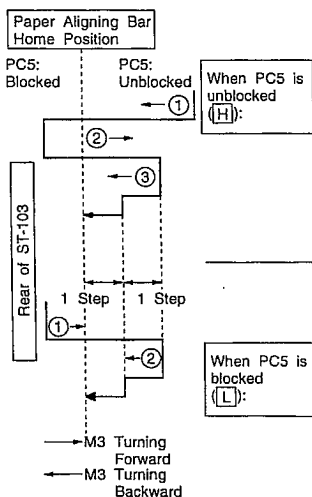 Paper Aligning Bar
Home Position
PC5:
Blocked
PC5:
Unblocked
When PC5 is
unblocked
(H):
①
②
③
Rear of ST-103
1 Step
1 Step
①
②
When PC5 is
blocked
(L):
M3 Turning
Forward
M3 Turning
Backward